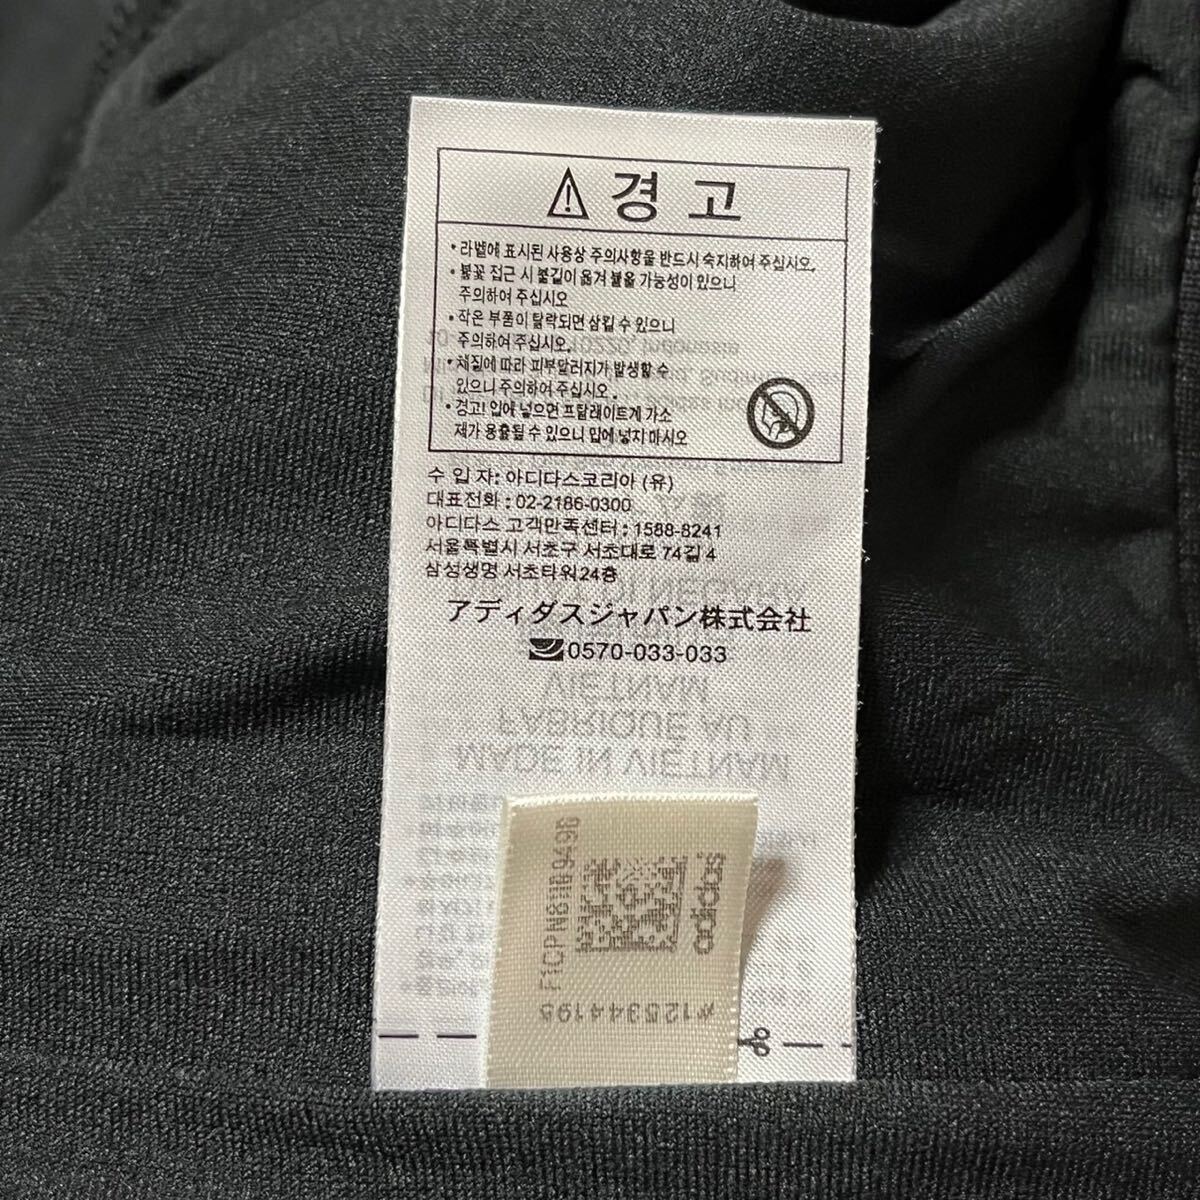 경 고
• 라벨에 표시된 사용상 주의사항을 반드시 숙지하여 주십시오.
• 불꽃 접근 시 불길이 옮겨 붙을 가능성이 있으니
주의하여 주십시오
• 작은 부품이 탈락되면 삼킬 수 있으니
주의하여 주십시오.
• 재질에 따라 피부알러지가 발생할 수
있으니 주의하여 주십시오.
• 경고! 입에 넣으면 프탈레이트계 가소
제가 용출될 수 있으니 입에 넣지 마시오
수 입 자: 아디다스코리아 (유)
대표전화 : 02-2186-0300
아디다스 고객만족센터 : 1588-8241
서울특별시 서초구 서초대로 74길 4
삼성생명 서초타워24층
アディダスジャパン株式会社
0570-033-033
VIETNAM
FABRIQUÉ AU
MADE IN VIETNAM
adidas
*125344195